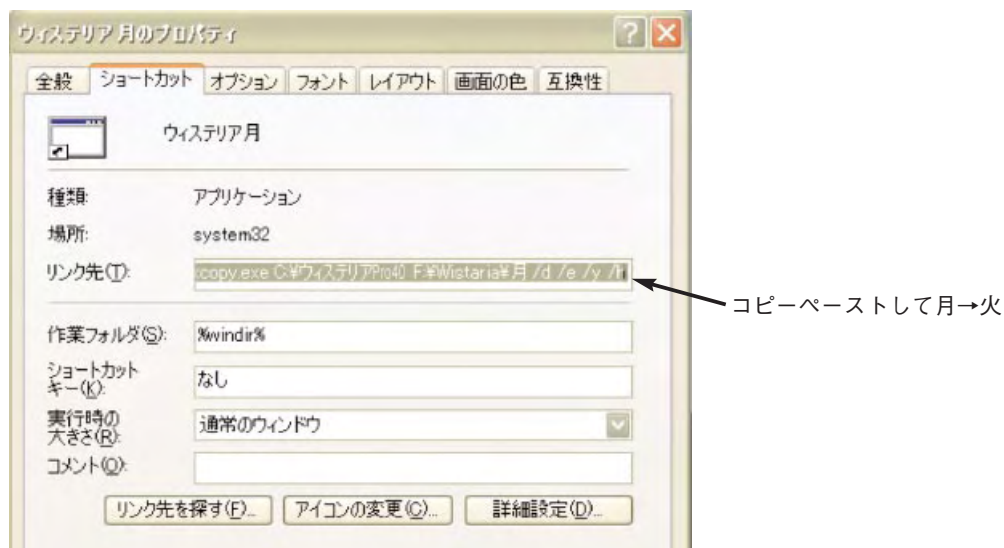 ウィステリア 月のプロパティ
全般 ショートカット オプション フォント レイアウト 画面の色 互換性
ウィステリア月
種類: アプリケーション
場所: system32
リンク先(T): copy.exe C:¥ウィステリアPro40 F:¥Wistaria¥月 /d /e /y /h
コピーペーストして月→火
作業フォルダ(S): %windir%
ショートカット
キー(K): なし
実行時の
大きさ(R): 通常のウィンドウ
コメント(O):
リンク先を探す(F)... アイコンの変更(C)... 詳細設定(D)...